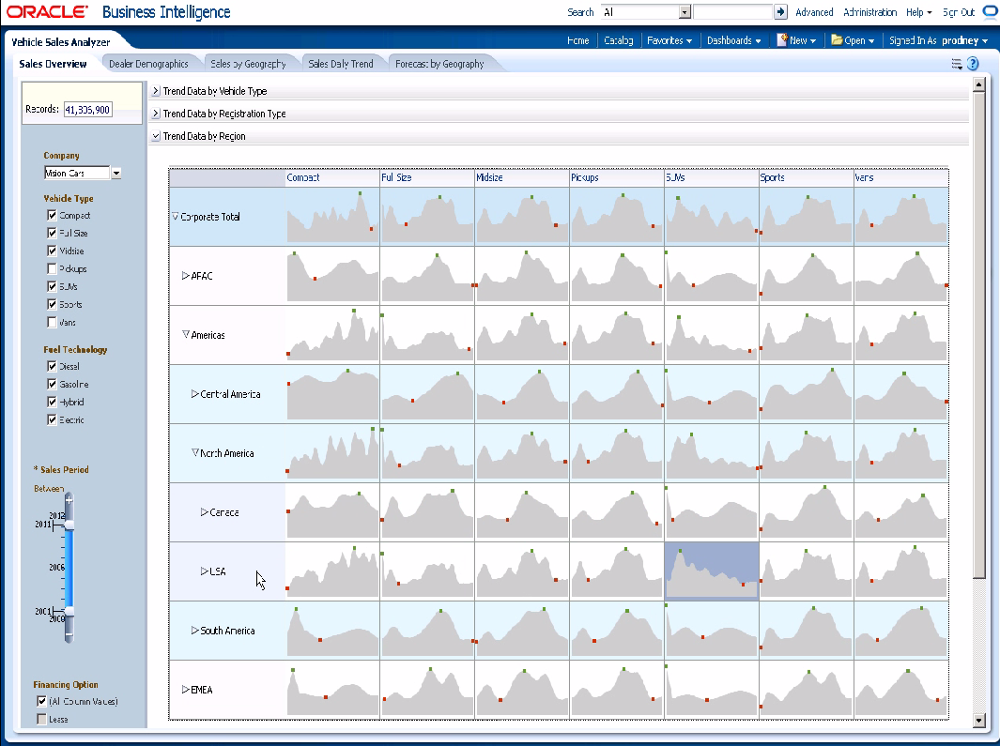 ORACLE Business Intelligence
Search All Advanced Administration Help Sign Out
Vehicle Sales Analyzer
Home Catalog Favorites Dashboards New Open Signed In As prodney
Sales Overview Dealer Demographics Sales by Geography Sales Daily Trend Forecast by Geography
Records: 41,806,900
Trend Data by Vehicle Type
Trend Data by Registration Type
Trend Data by Region
Company
Vision Cars
Vehicle Type
Compact
Full Size
Midsize
Pickups
SUVs
Sports
Vans
Fuel Technology
Diesel
Gasoline
Hybrid
Electric
* Sales Period
Between
2012
2011
2006
2001
2000
Financing Option
(All Column Values)
Lease
Compact Full Size Midsize Pickups SUVs Sports Vans
Corporate Total
APAC
Americas
Central America
North America
Canada
USA
South America
EMEA